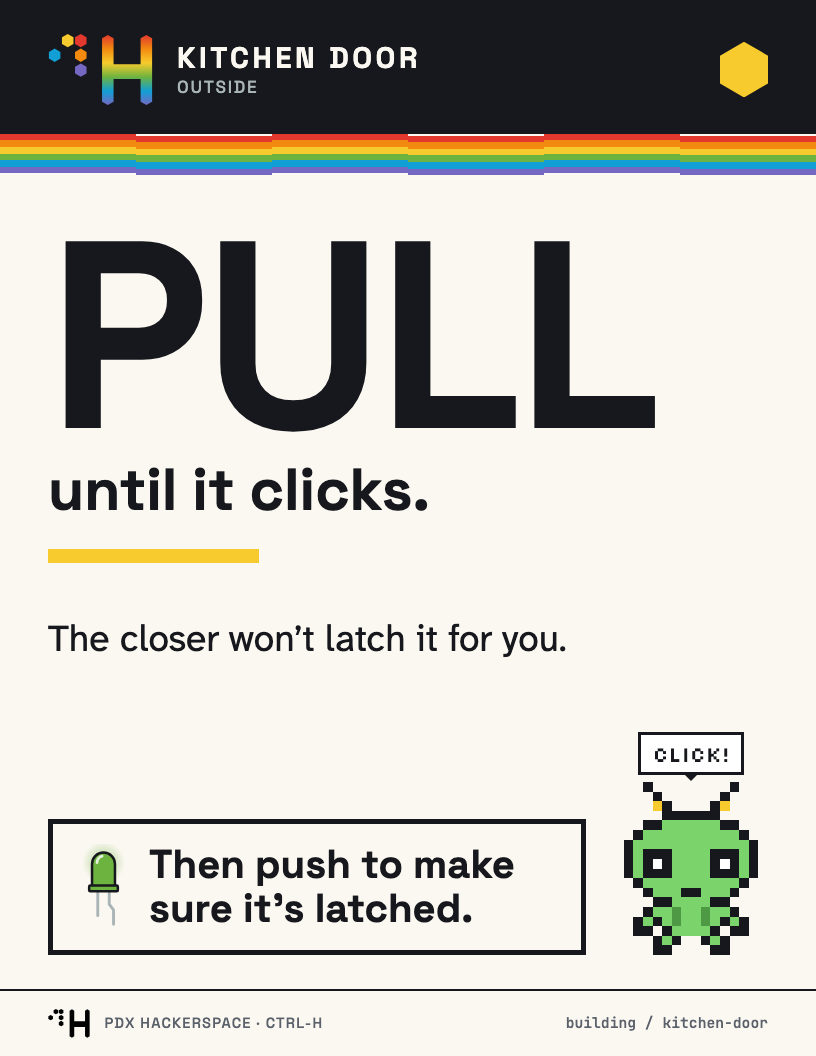 KITCHEN DOOR
OUTSIDE
PULL
until it clicks.
The closer won’t latch it for you.
CLICK!
Then push to make
sure it’s latched.
PDX HACKERSPACE · CTRL-H
building / kitchen-door